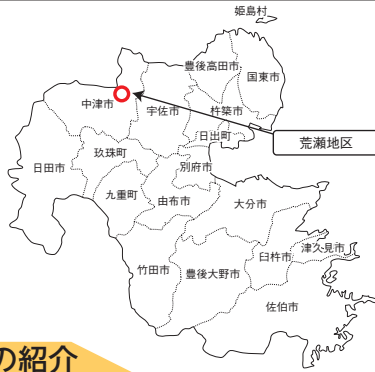 姫島村
豊後高田市
国東市
中津市
宇佐市
杵築市
日出町
荒瀬地区
玖珠町
日田市
別府市
九重町
由布市
大分市
津久見市
臼杵市
竹田市
豊後大野市
佐伯市
の紹介